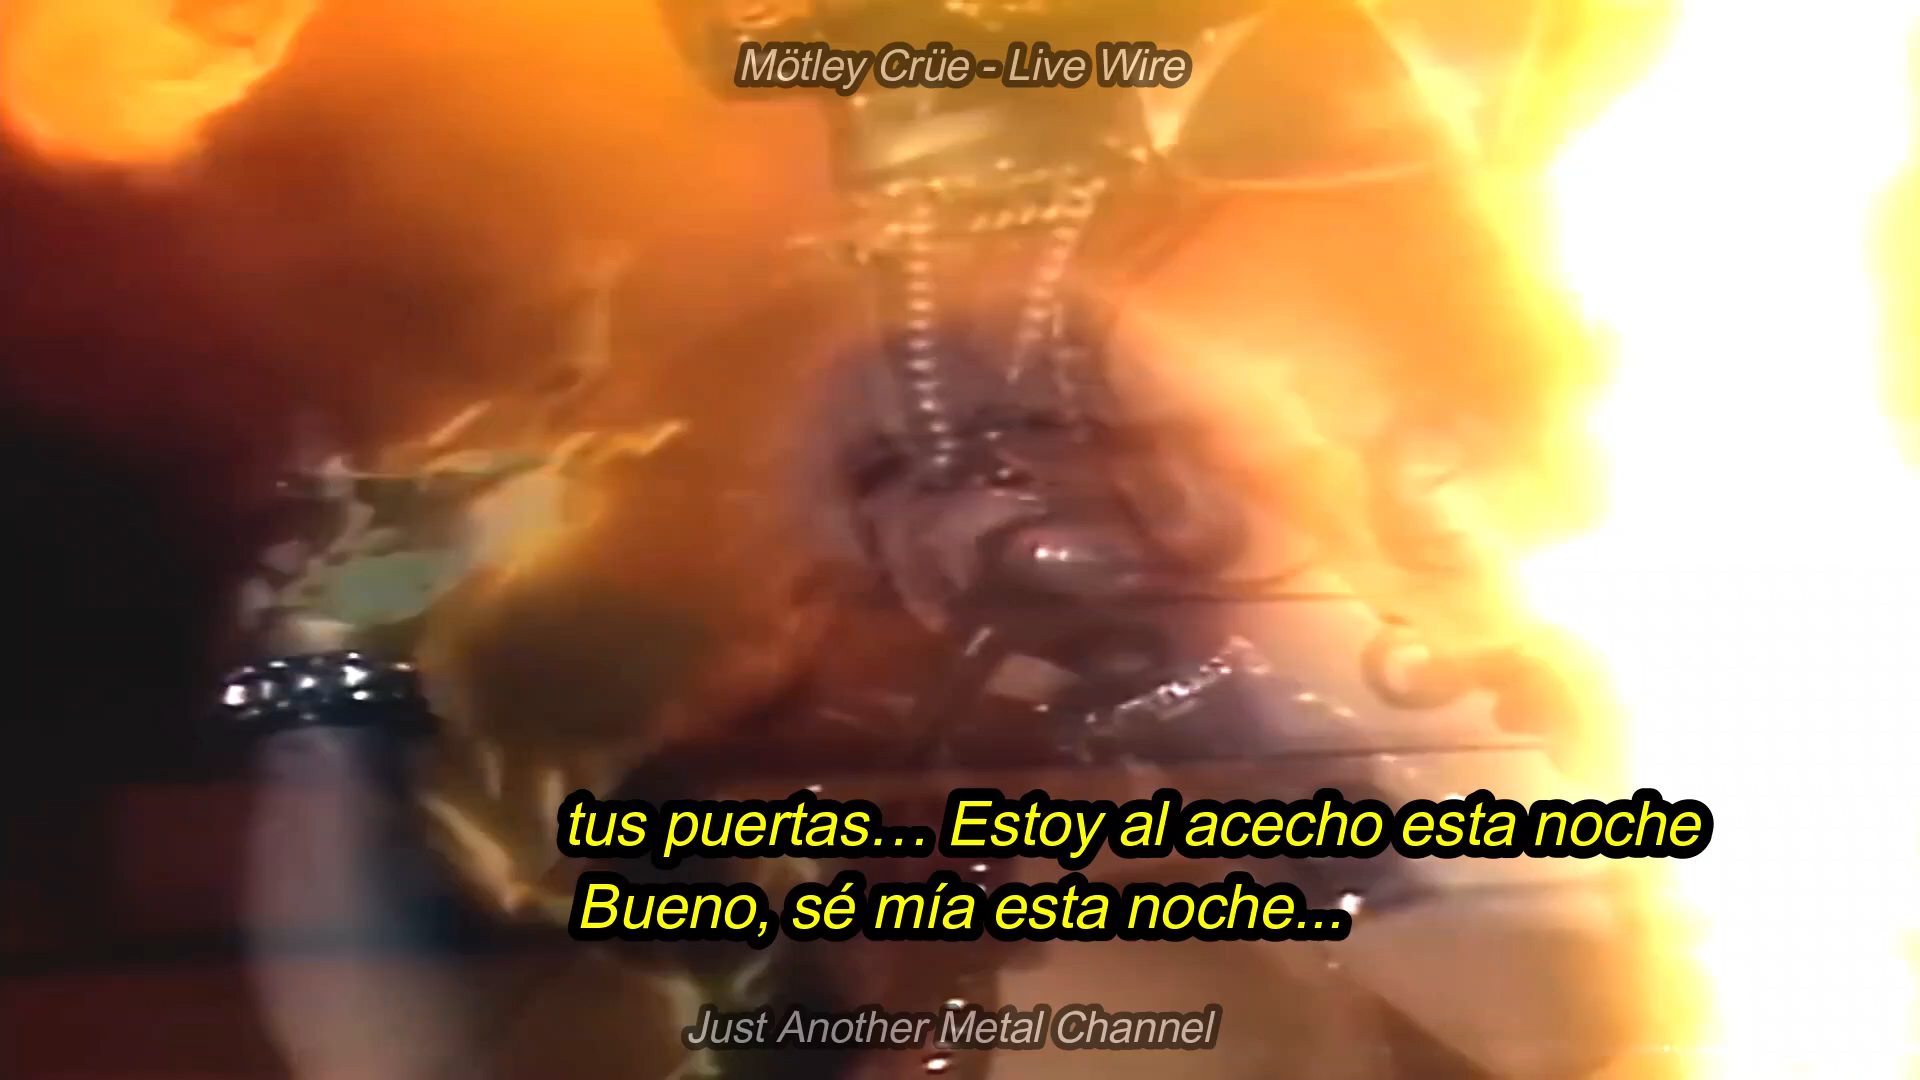 Mötley Crüe - Live Wire
tus puertas... Estoy al acecho esta noche
Bueno, sé mía esta noche...
Just Another Metal Channel